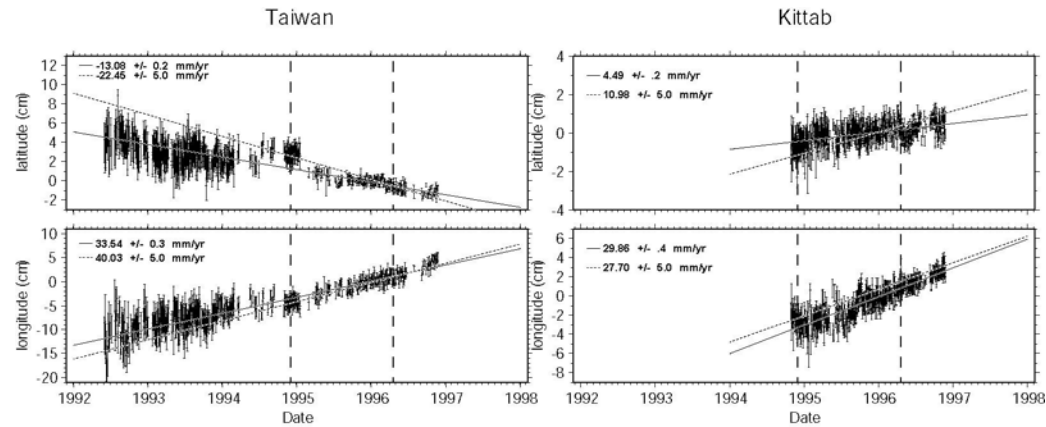 Taiwan
Kittab
-13.08 +/- 0.2 mm/yr
-22.45 +/- 5.0 mm/yr
latitude (cm)
12
10
8
6
4
2
0
-2
4.49 +/- .2 mm/yr
10.98 +/- 5.0 mm/yr
latitude (cm)
4
2
0
-2
-4
33.54 +/- 0.3 mm/yr
40.03 +/- 5.0 mm/yr
longitude (cm)
10
5
0
-5
-10
-15
-20
1992 1993 1994 1995 1996 1997 1998
Date
29.86 +/- .4 mm/yr
27.70 +/- 5.0 mm/yr
longitude (cm)
6
4
2
0
-2
-4
-6
-8
1992 1993 1994 1995 1996 1997 1998
Date